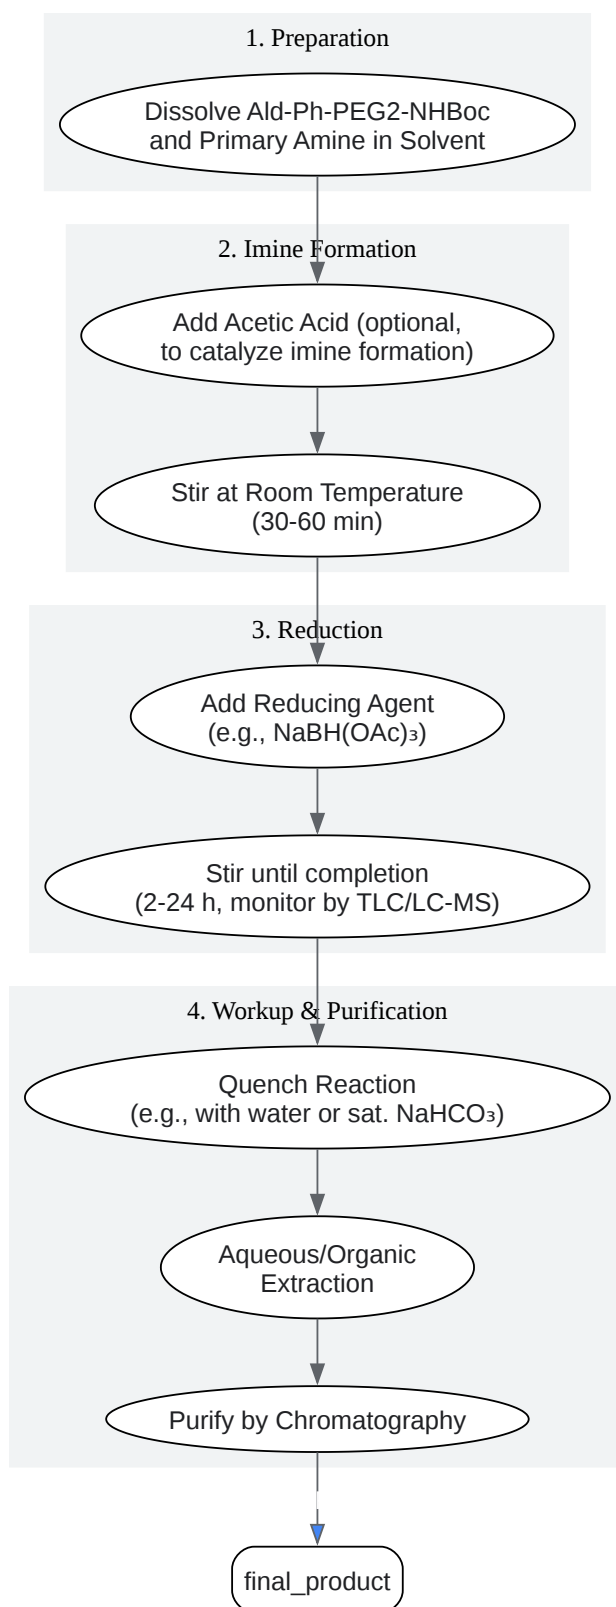 1. Preparation
Dissolve Ald-Ph-PEG2-NHBoc
and Primary Amine in Solvent
2. Imine Formation
Add Acetic Acid (optional,
to catalyze imine formation)
Stir at Room Temperature
(30-60 min)
3. Reduction
Add Reducing Agent
(e.g., NaBH(OAc)₃)
Stir until completion
(2-24 h, monitor by TLC/LC-MS)
4. Workup & Purification
Quench Reaction
(e.g., with water or sat. NaHCO₃)
Aqueous/Organic
Extraction
Purify by Chromatography
final_product